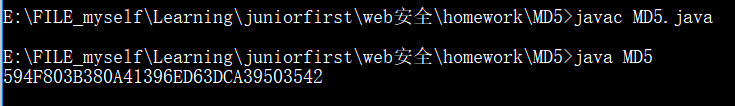 E:\FILE_myself\Learning\juniorfirst\web安全\homework\MD5>javac MD5.java
E:\FILE_myself\Learning\juniorfirst\web安全\homework\MD5>java MD5
594F803B380A41396ED63DCA39503542